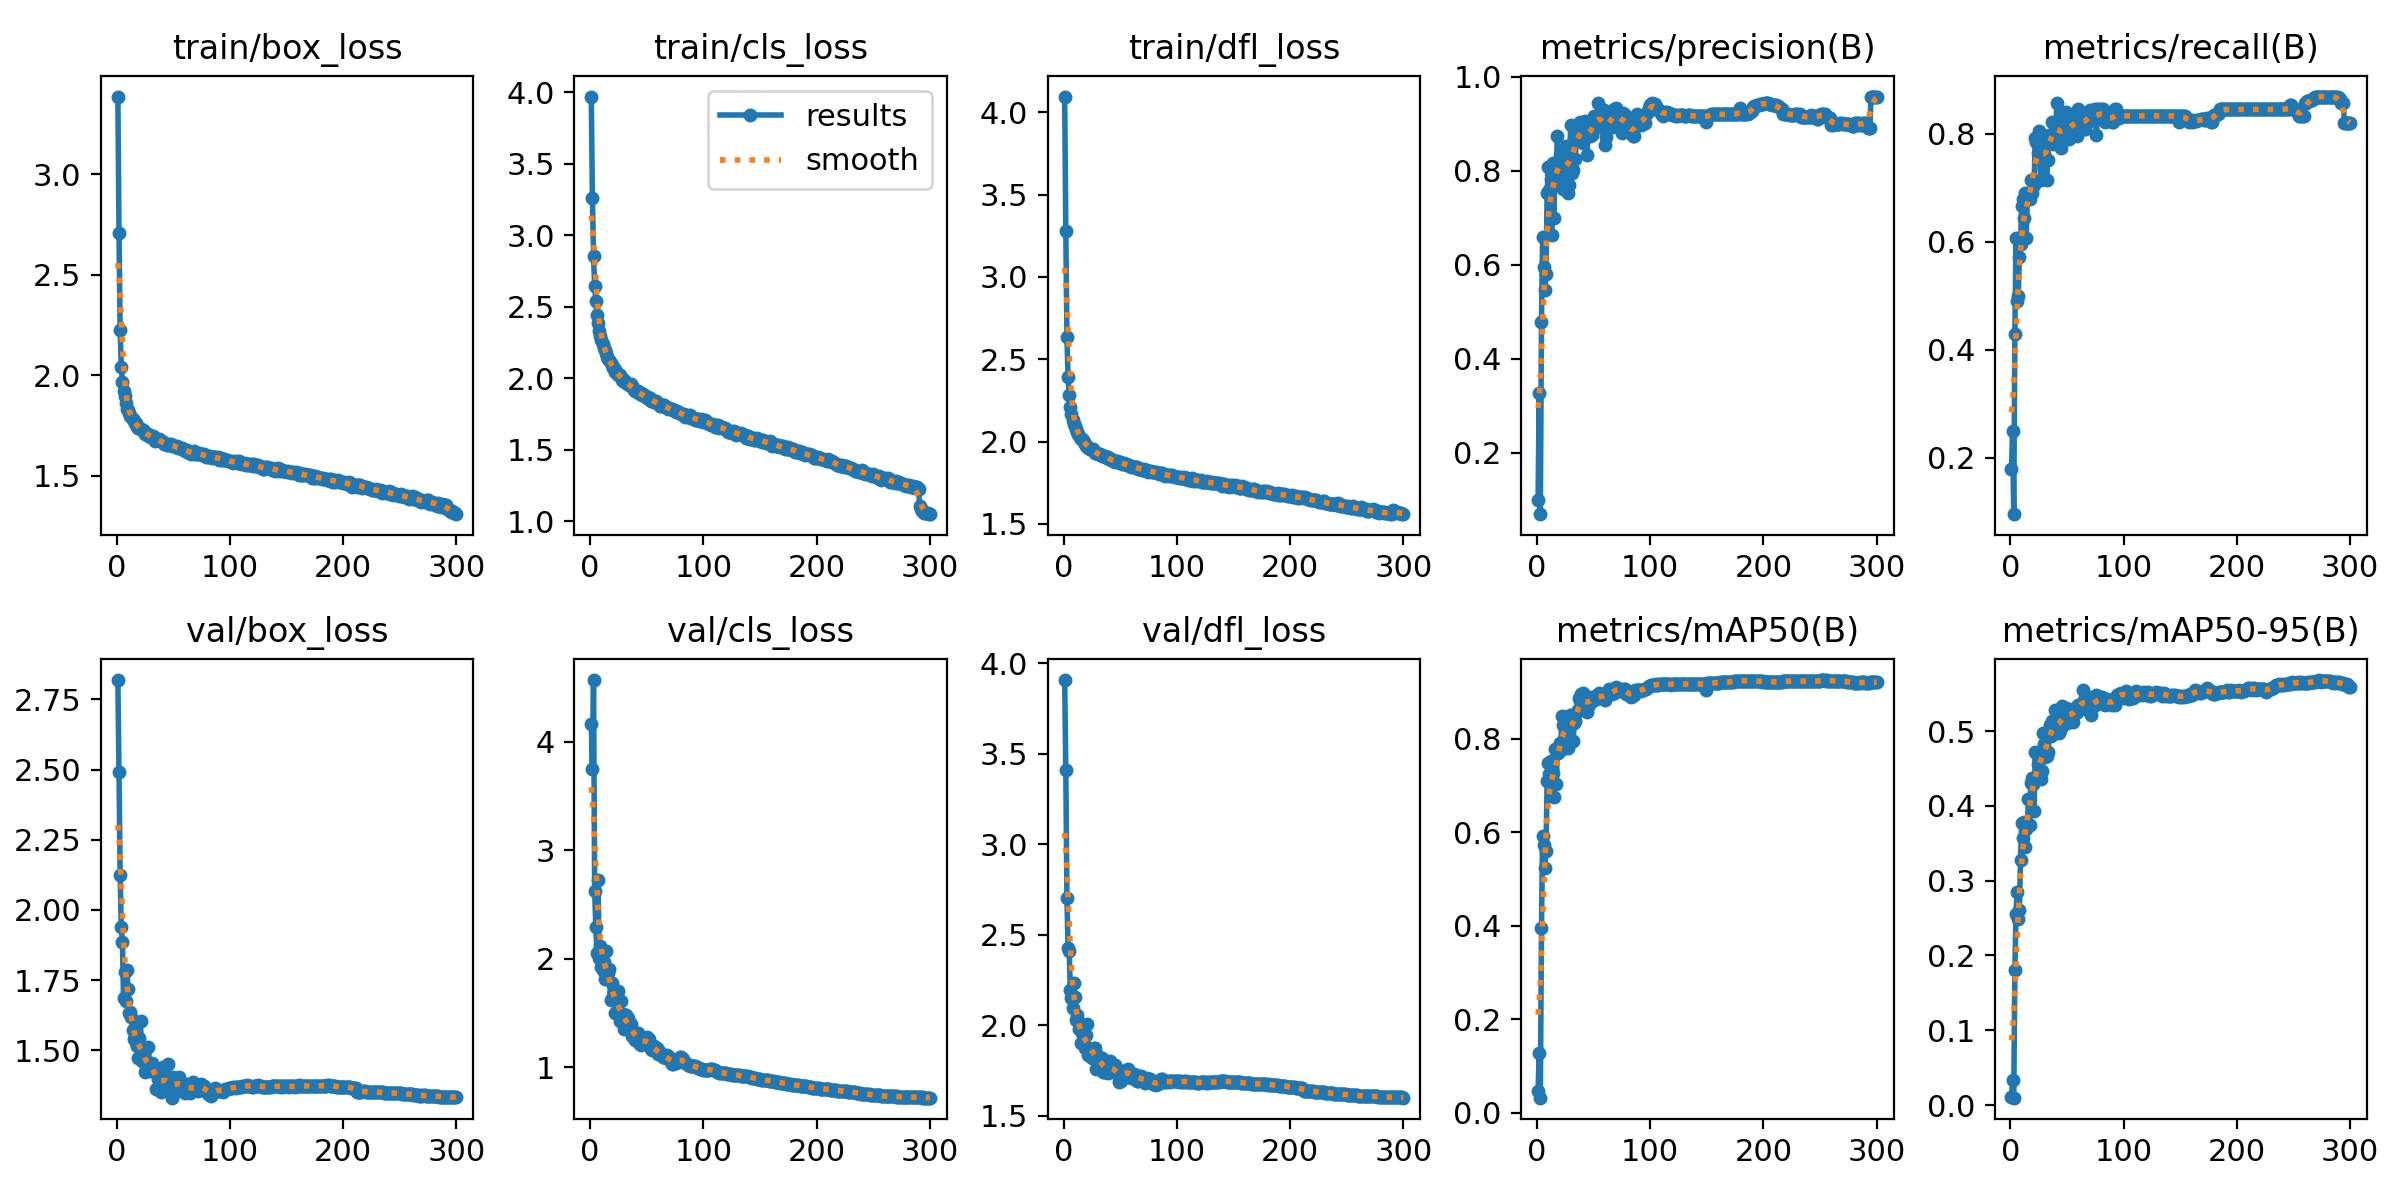 train/box_loss
3.0
2.5
2.0
1.5
0 100 200 300
train/cls_loss
4.0
3.5
3.0
2.5
2.0
1.5
1.0
0 100 200 300
results
smooth
train/dfl_loss
4.0
3.5
3.0
2.5
2.0
1.5
0 100 200 300
metrics/precision(B)
1.0
0.8
0.6
0.4
0.2
0 100 200 300
metrics/recall(B)
0.8
0.6
0.4
0.2
0 100 200 300
val/box_loss
2.75
2.50
2.25
2.00
1.75
1.50
0 100 200 300
val/cls_loss
4
3
2
1
0 100 200 300
val/dfl_loss
4.0
3.5
3.0
2.5
2.0
1.5
0 100 200 300
metrics/mAP50(B)
0.8
0.6
0.4
0.2
0.0
0 100 200 300
metrics/mAP50-95(B)
0.5
0.4
0.3
0.2
0.1
0.0
0 100 200 300